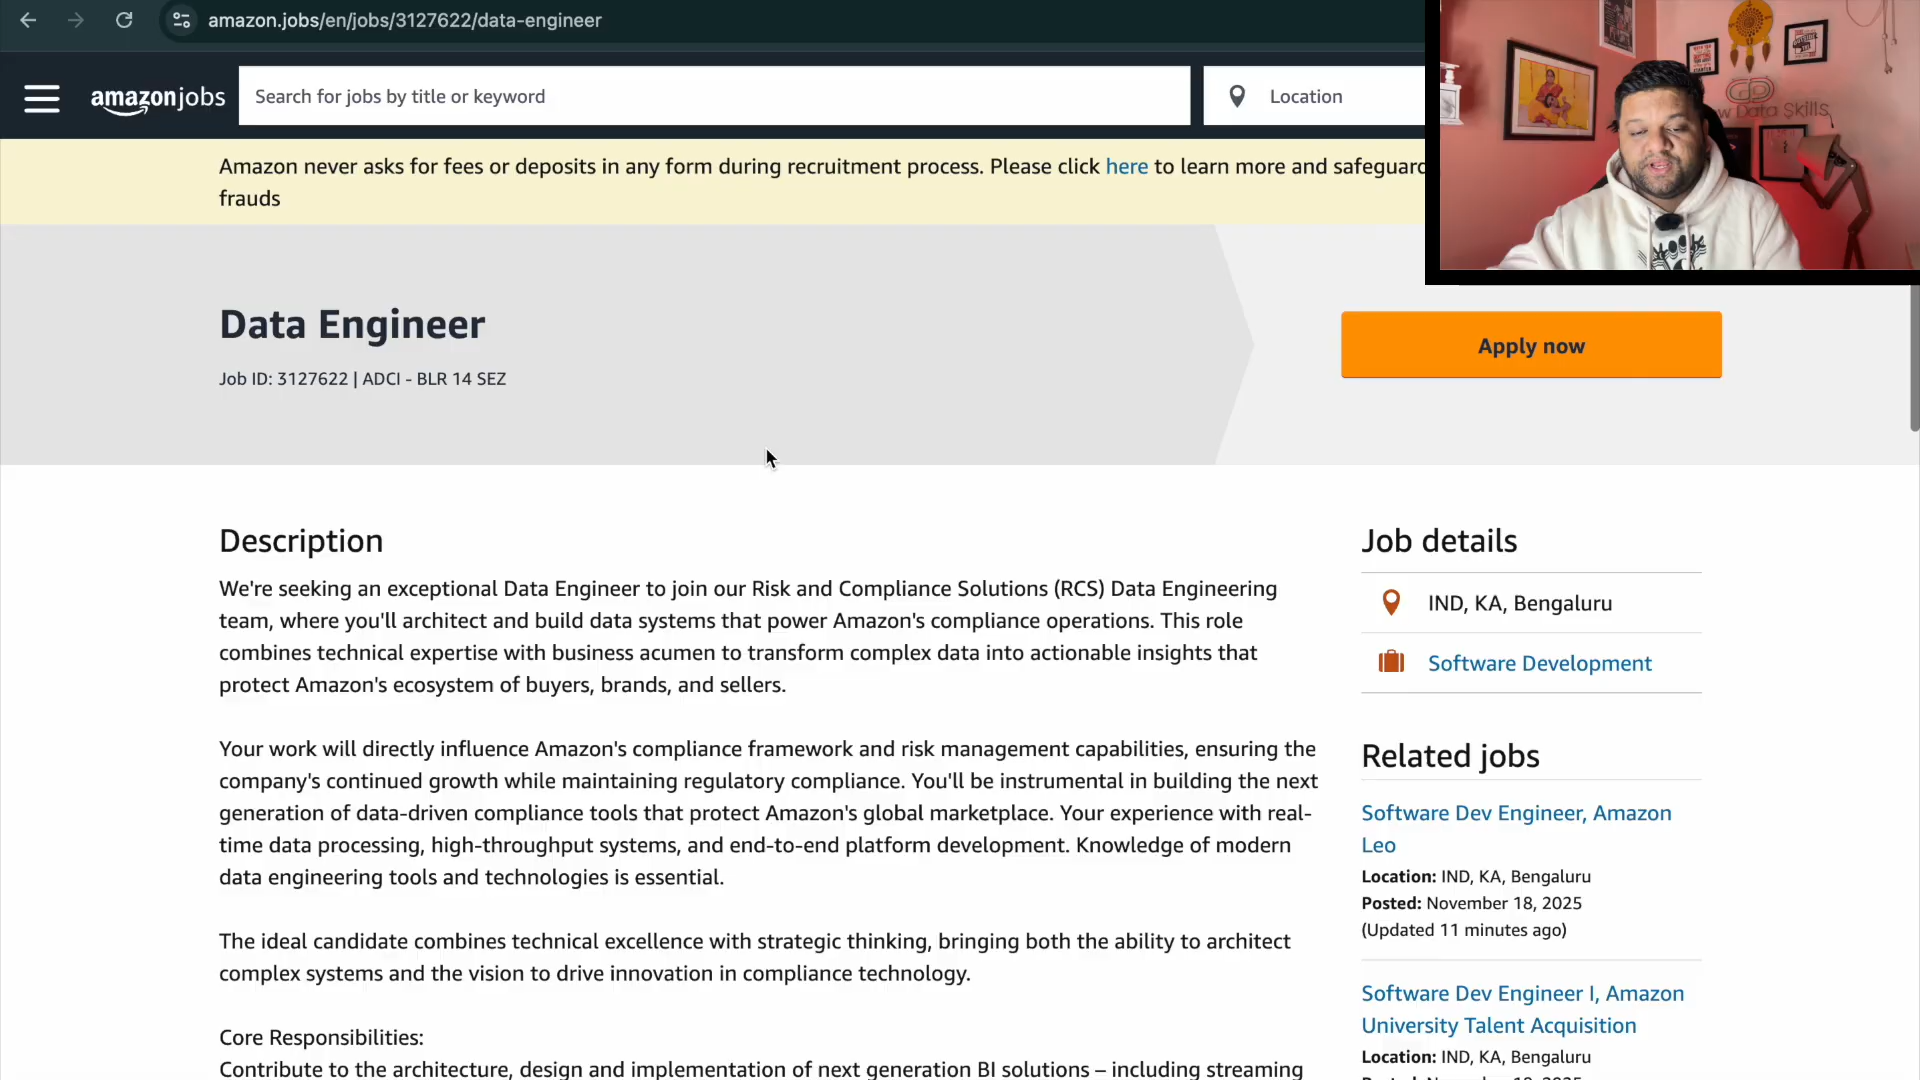 amazon.jobs/en/jobs/3127622/data-engineer
amazonjobs
Search for jobs by title or keyword
Location
Amazon never asks for fees or deposits in any form during recruitment process. Please click here to learn more and safeguard
frauds
Data Engineer
Job ID: 3127622 | ADCI - BLR 14 SEZ
Apply now
Description
We're seeking an exceptional Data Engineer to join our Risk and Compliance Solutions (RCS) Data Engineering
team, where you'll architect and build data systems that power Amazon's compliance operations. This role
combines technical expertise with business acumen to transform complex data into actionable insights that
protect Amazon's ecosystem of buyers, brands, and sellers.
Your work will directly influence Amazon's compliance framework and risk management capabilities, ensuring the
company's continued growth while maintaining regulatory compliance. You'll be instrumental in building the next
generation of data-driven compliance tools that protect Amazon's global marketplace. Your experience with real-
time data processing, high-throughput systems, and end-to-end platform development. Knowledge of modern
data engineering tools and technologies is essential.
The ideal candidate combines technical excellence with strategic thinking, bringing both the ability to architect
complex systems and the vision to drive innovation in compliance technology.
Core Responsibilities:
Contribute to the architecture, design and implementation of next generation BI solutions – including streaming
Job details
IND, KA, Bengaluru
Software Development
Related jobs
Software Dev Engineer, Amazon
Leo
Location: IND, KA, Bengaluru
Posted: November 18, 2025
(Updated 11 minutes ago)
Software Dev Engineer I, Amazon
University Talent Acquisition
Location: IND, KA, Bengaluru
Data Skills